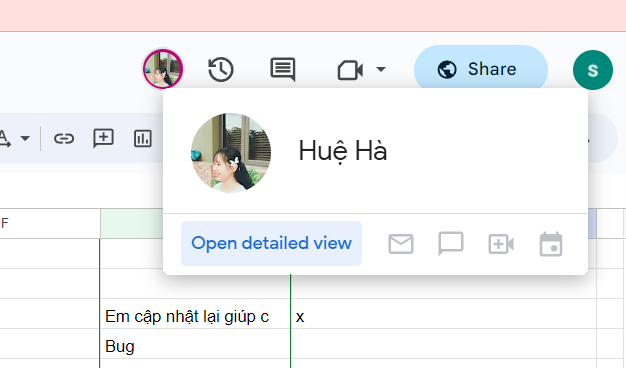 Share
s
Huệ Hà
F
Open detailed view
Em cập nhật lại giúp c
x
Bug